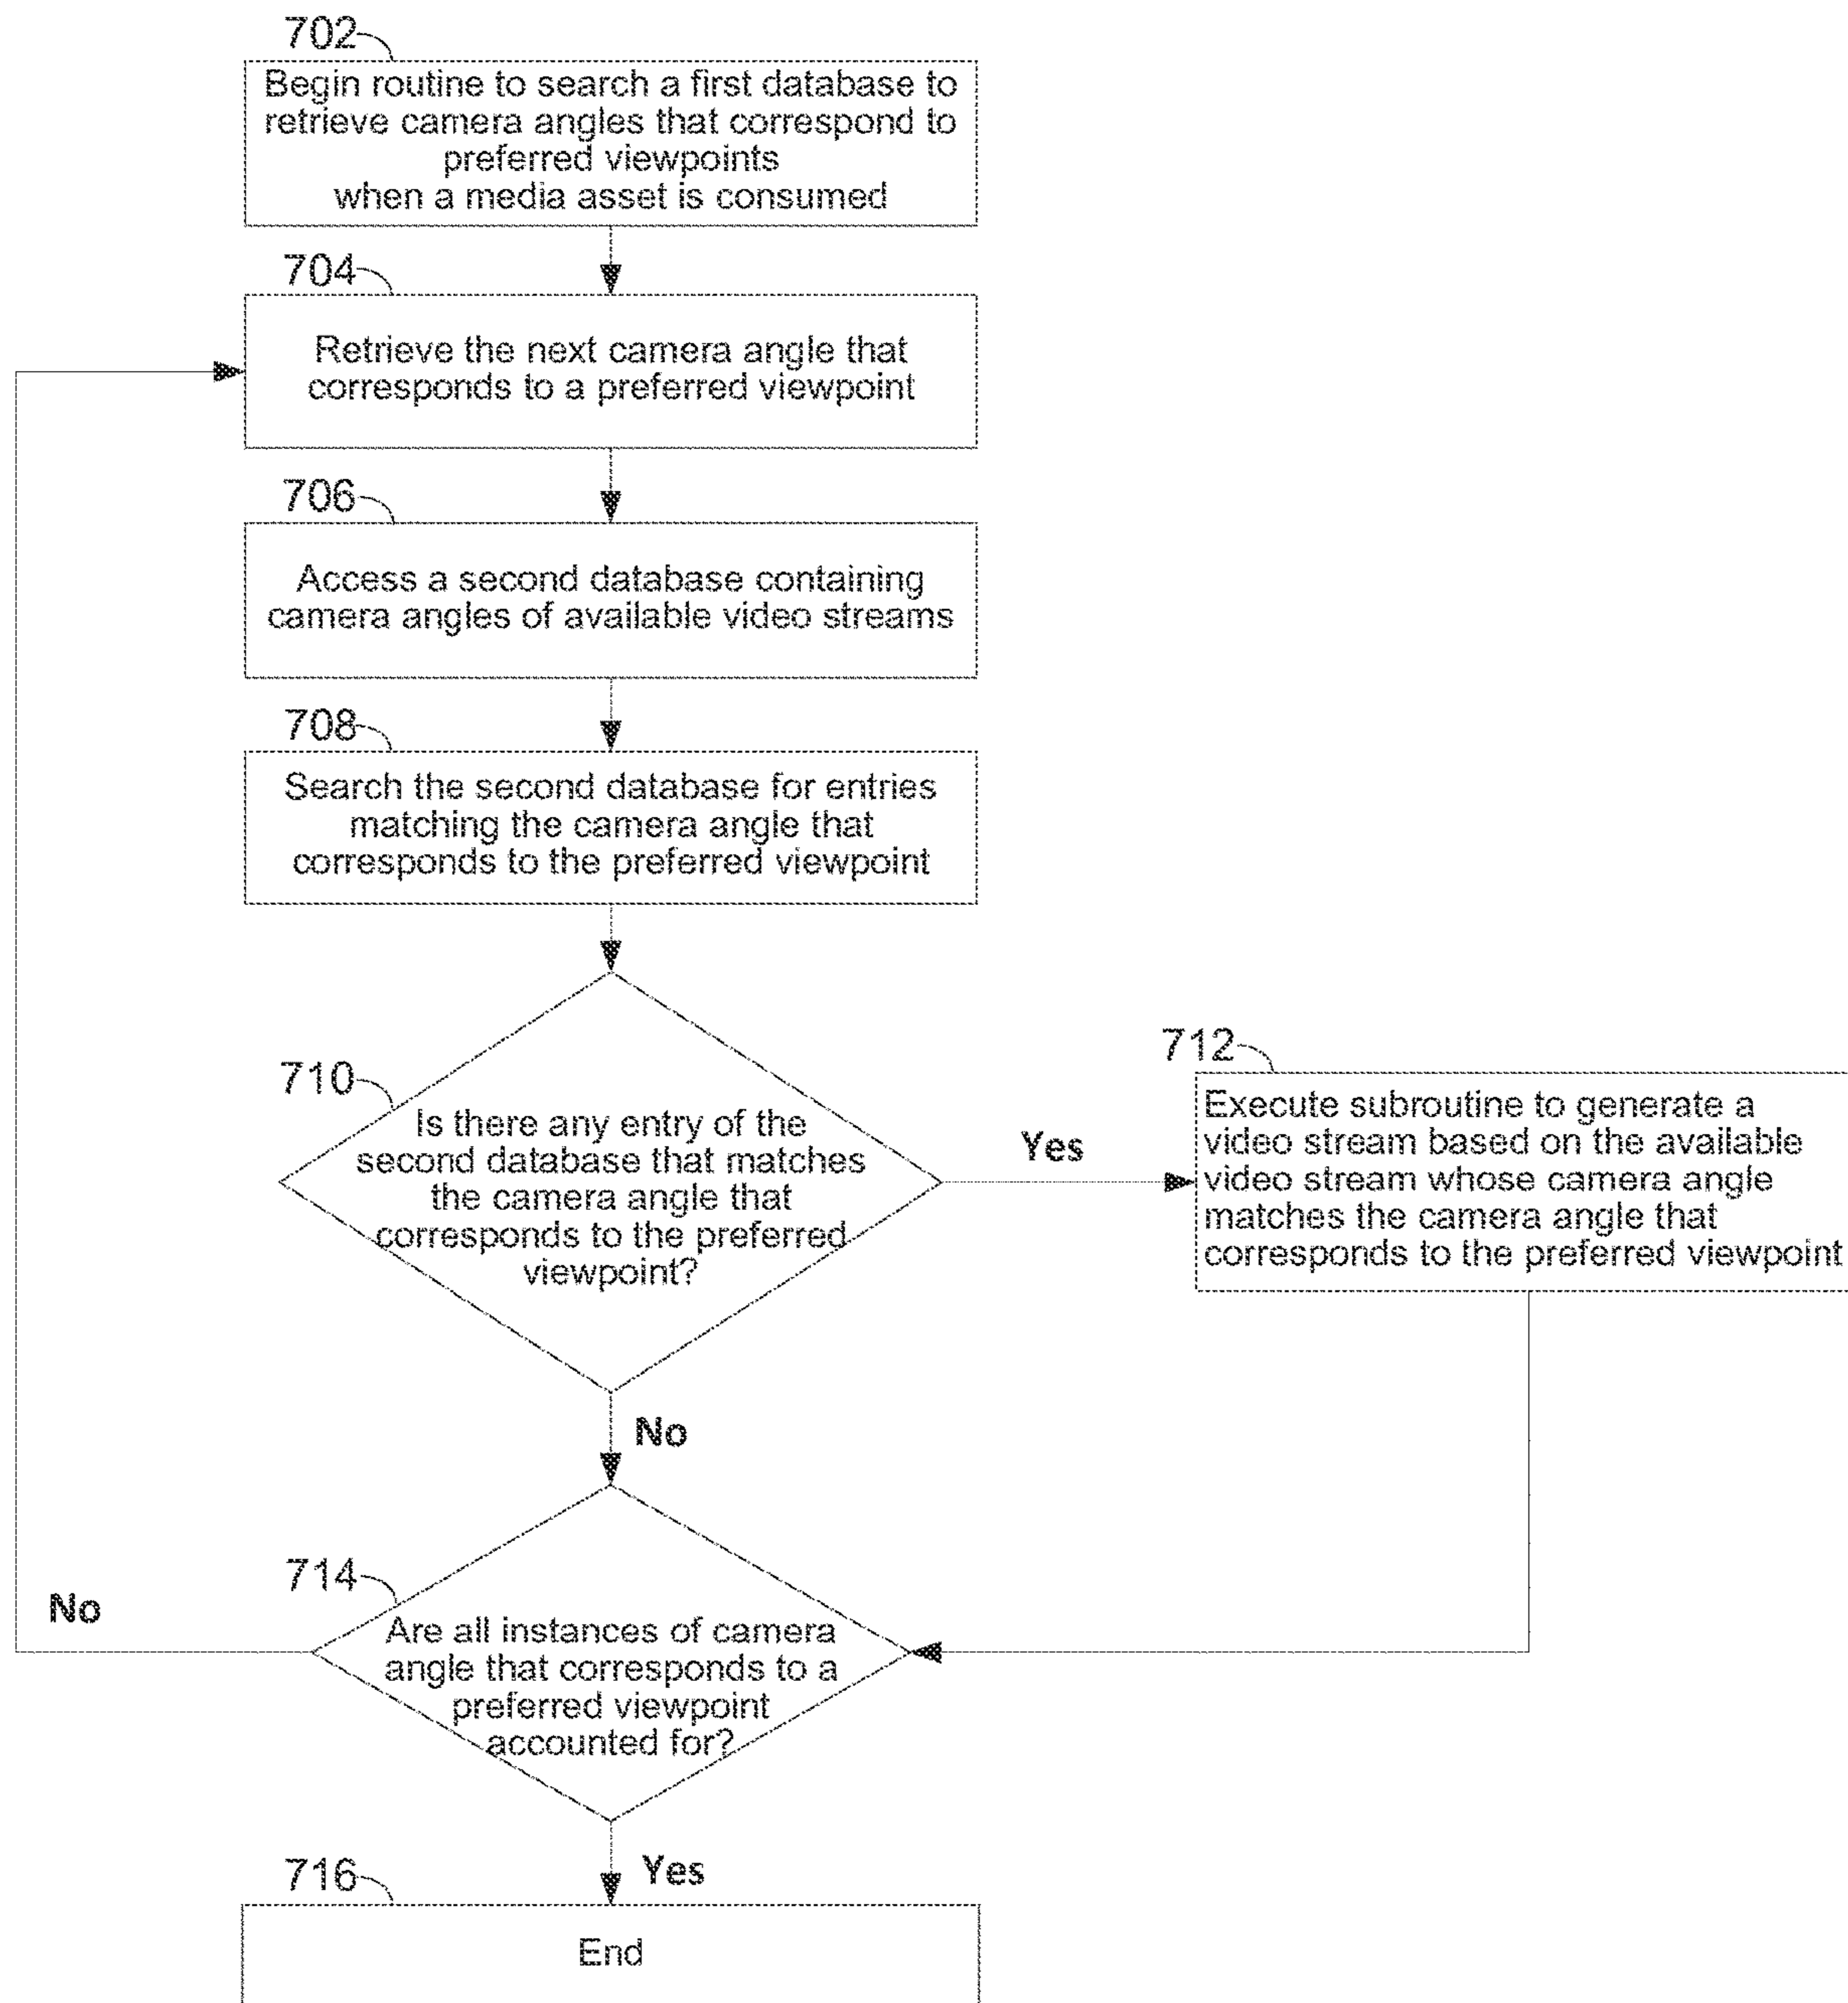 702
Begin routine to search a first database to
retrieve camera angles that correspond to
preferred viewpoints
when a media asset is consumed
704
Retrieve the next camera angle that
corresponds to a preferred viewpoint
706
Access a second database containing
camera angles of available video streams
708
Search the second database for entries
matching the camera angle that
corresponds to the preferred viewpoint
710
Is there any entry of the
second database that matches
the camera angle that
corresponds to the preferred
viewpoint?
Yes
712
Execute subroutine to generate a
video stream based on the available
video stream whose camera angle
matches the camera angle that
corresponds to the preferred viewpoint
No
714
Are all instances of camera
angle that corresponds to a
preferred viewpoint
accounted for?
No
Yes
716
End